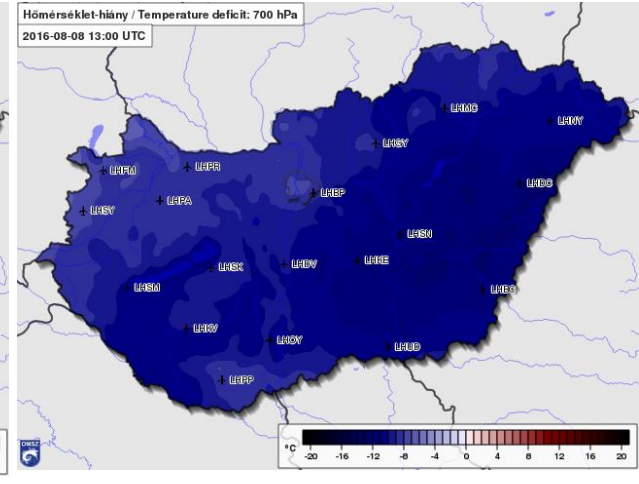 Hőmérséklet-hiány / Temperature deficit: 700 hPa
2016-08-08 13:00 UTC
LHMC
LHNY
LHGY
LHPR
LHFM
LHDC
LHBP
LHPA
LHSY
LHSN
LHKE
LHDV
LHSK
LHSM
LHBS
LHKV
LHOY
LHUD
LHPP
OMSZ
°C
-20 -16 -12 -8 -4 0 4 8 12 16 20